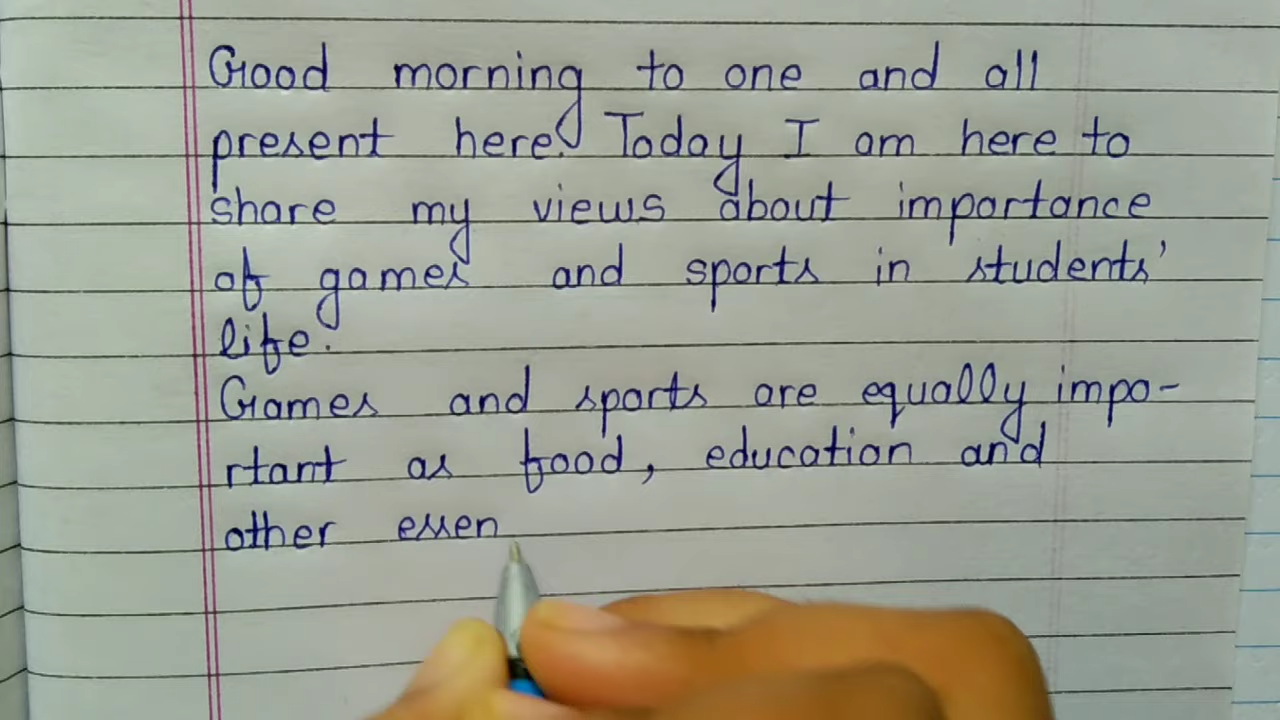 Good morning to one and all
present here. Today I am here to
share my views about importance
of games and sports in students'
life.
Games and sports are equally impo-
rtant as food, education and
other essen